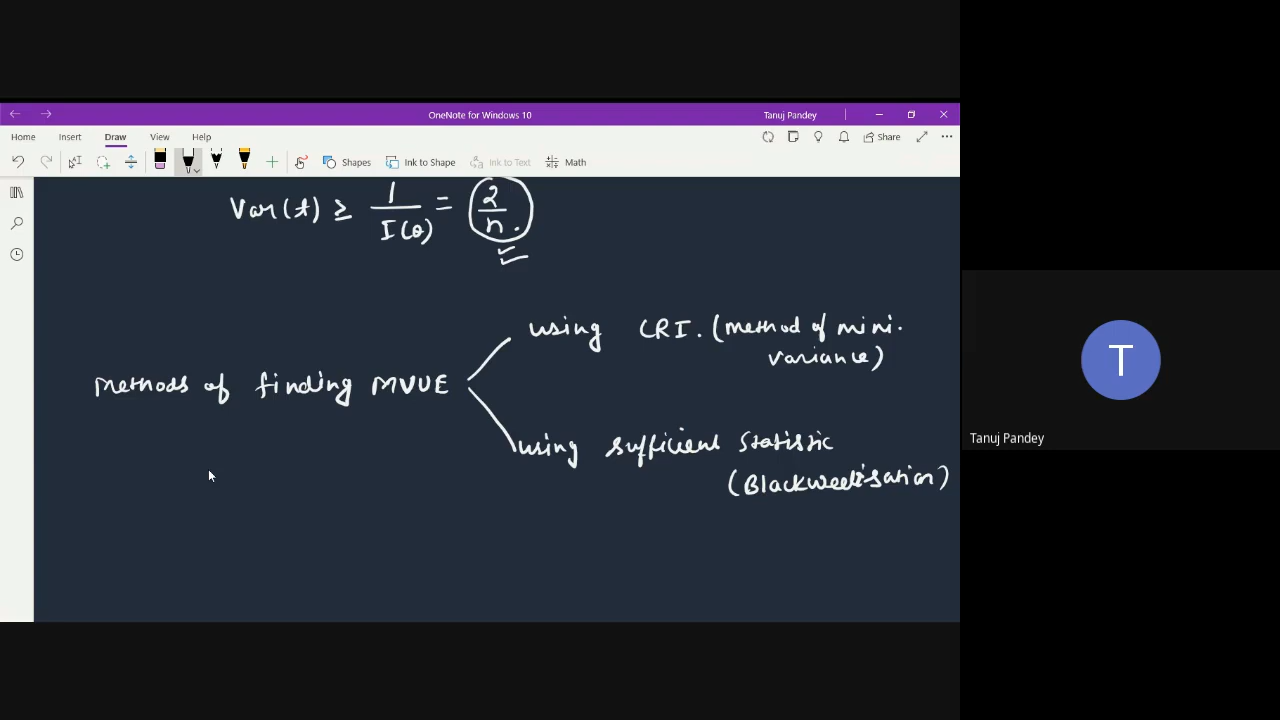 OneNote for Windows 10
Tanuj Pandey
Home Insert Draw View Help
Share
Shapes Ink to Shape Ink to Text Math
Var(t) ≥ 1/I(θ) = 2/n.
using CRI. (method of mini.
variance)
Methods of finding MVUE
using sufficient statistic
(Blackwellisation)
T
Tanuj Pandey